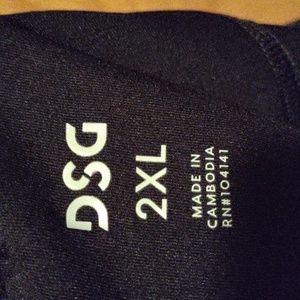 DSG
2XL
MADE IN
CAMBODIA
RN#104141